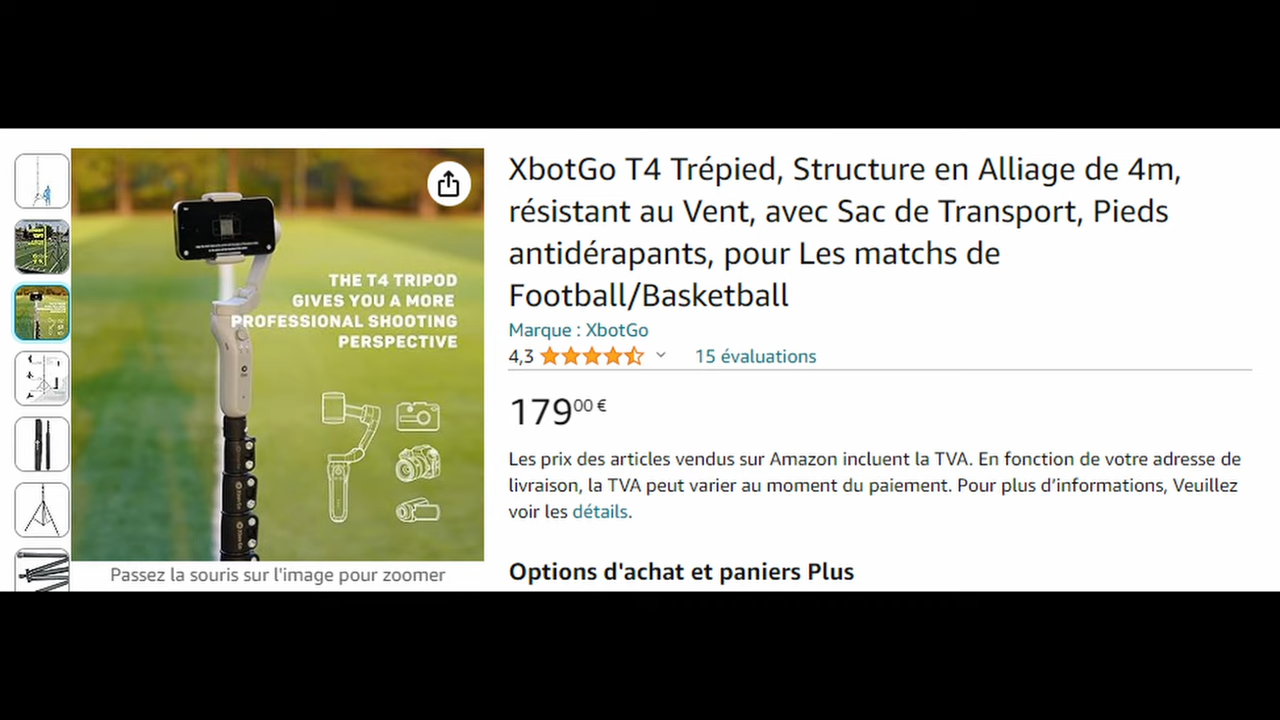 XbotGo T4 Trépied, Structure en Alliage de 4m,
résistant au Vent, avec Sac de Transport, Pieds
antidérapants, pour Les matchs de
Football/Basketball
Marque : XbotGo
4,3
15 évaluations
179,00 €
Les prix des articles vendus sur Amazon incluent la TVA. En fonction de votre adresse de
livraison, la TVA peut varier au moment du paiement. Pour plus d’informations, Veuillez
voir les détails.
Options d'achat et paniers Plus
THE T4 TRIPOD
GIVES YOU A MORE
PROFESSIONAL SHOOTING
PERSPECTIVE
Passez la souris sur l'image pour zoomer